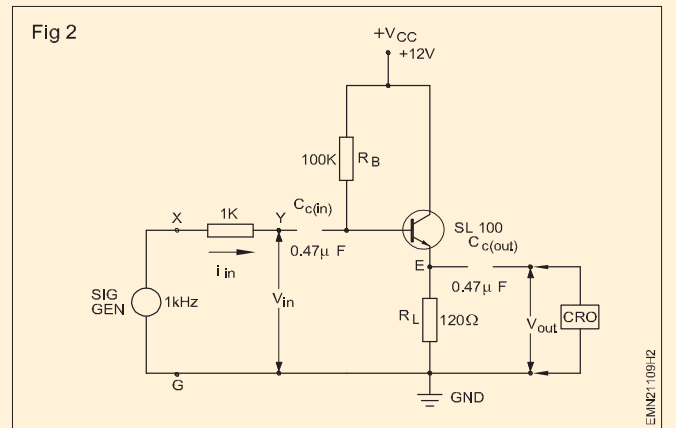 Fig 2
+VCC
+12V
100K RB
CC(in)
X
1K
Y
SL 100
CC(out)
0.47μ F
i in
E
0.47μ F
SIG
GEN
1kHz
Vin
RL
120Ω
Vout
CRO
G
GND
EMN21109H2